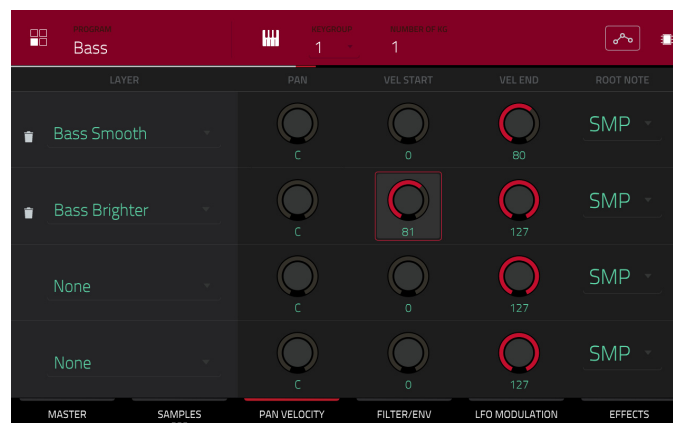 PROGRAM KEYGROUP NUMBER OF KG
Bass 1 1
LAYER PAN VEL START VEL END ROOT NOTE
Bass Smooth SMP
C 0 80
Bass Brighter SMP
C 81 127
None SMP
C 0 127
None SMP
C 0 127
MASTER SAMPLES PAN VELOCITY FILTER/ENV LFO MODULATION EFFECTS